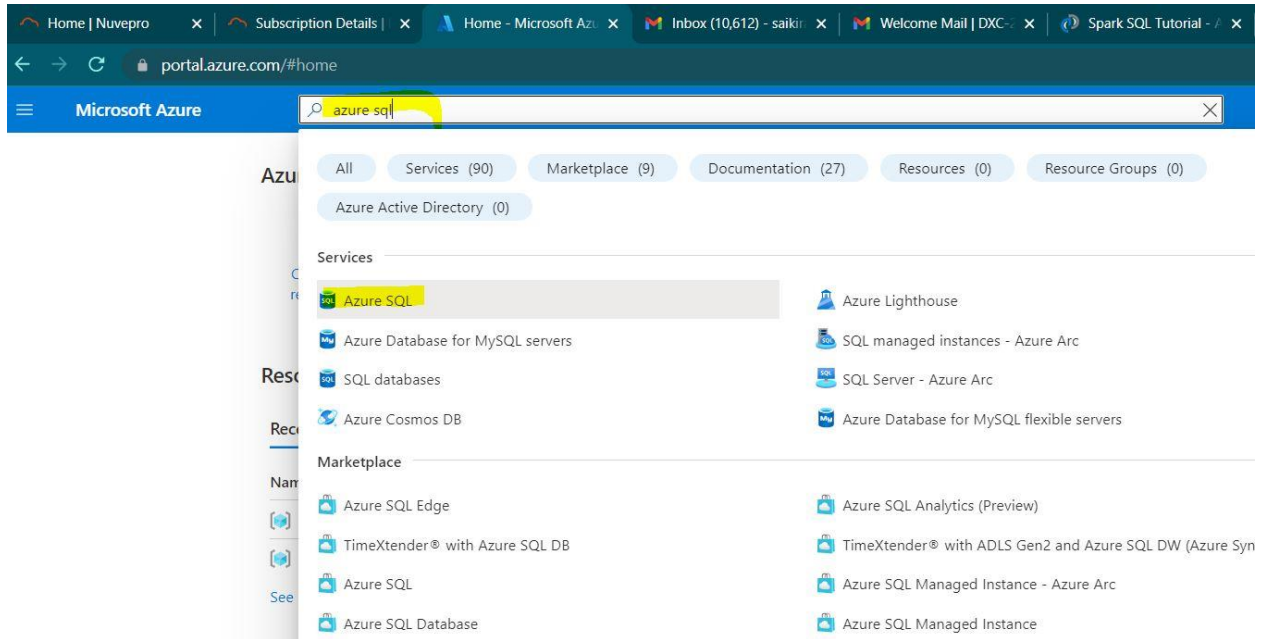 Home | Nuvepro × Subscription Details | × Home - Microsoft Azu × Inbox (10,612) - saikin × Welcome Mail | DXC- × Spark SQL Tutorial - A ×
portal.azure.com/#home
Microsoft Azure azure sql
Azu
All Services (90) Marketplace (9) Documentation (27) Resources (0) Resource Groups (0)
Azure Active Directory (0)
Services
C
re
Azure SQL Azure Lighthouse
Azure Database for MySQL servers SQL managed instances - Azure Arc
Reso
SQL databases SQL Server - Azure Arc
Rece
Azure Cosmos DB Azure Database for MySQL flexible servers
Marketplace
Nam
Azure SQL Edge Azure SQL Analytics (Preview)
TimeXtender® with Azure SQL DB TimeXtender® with ADLS Gen2 and Azure SQL DW (Azure Syn
See
Azure SQL Azure SQL Managed Instance - Azure Arc
Azure SQL Database Azure SQL Managed Instance